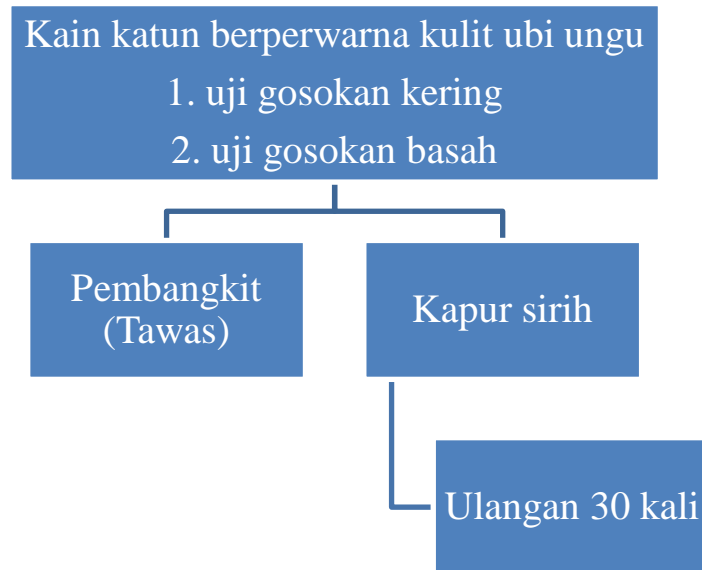 Kain katun berperwarna kulit ubi ungu
1. uji gosokan kering
2. uji gosokan basah
Pembangkit
(Tawas)
Kapur sirih
Ulangan 30 kali